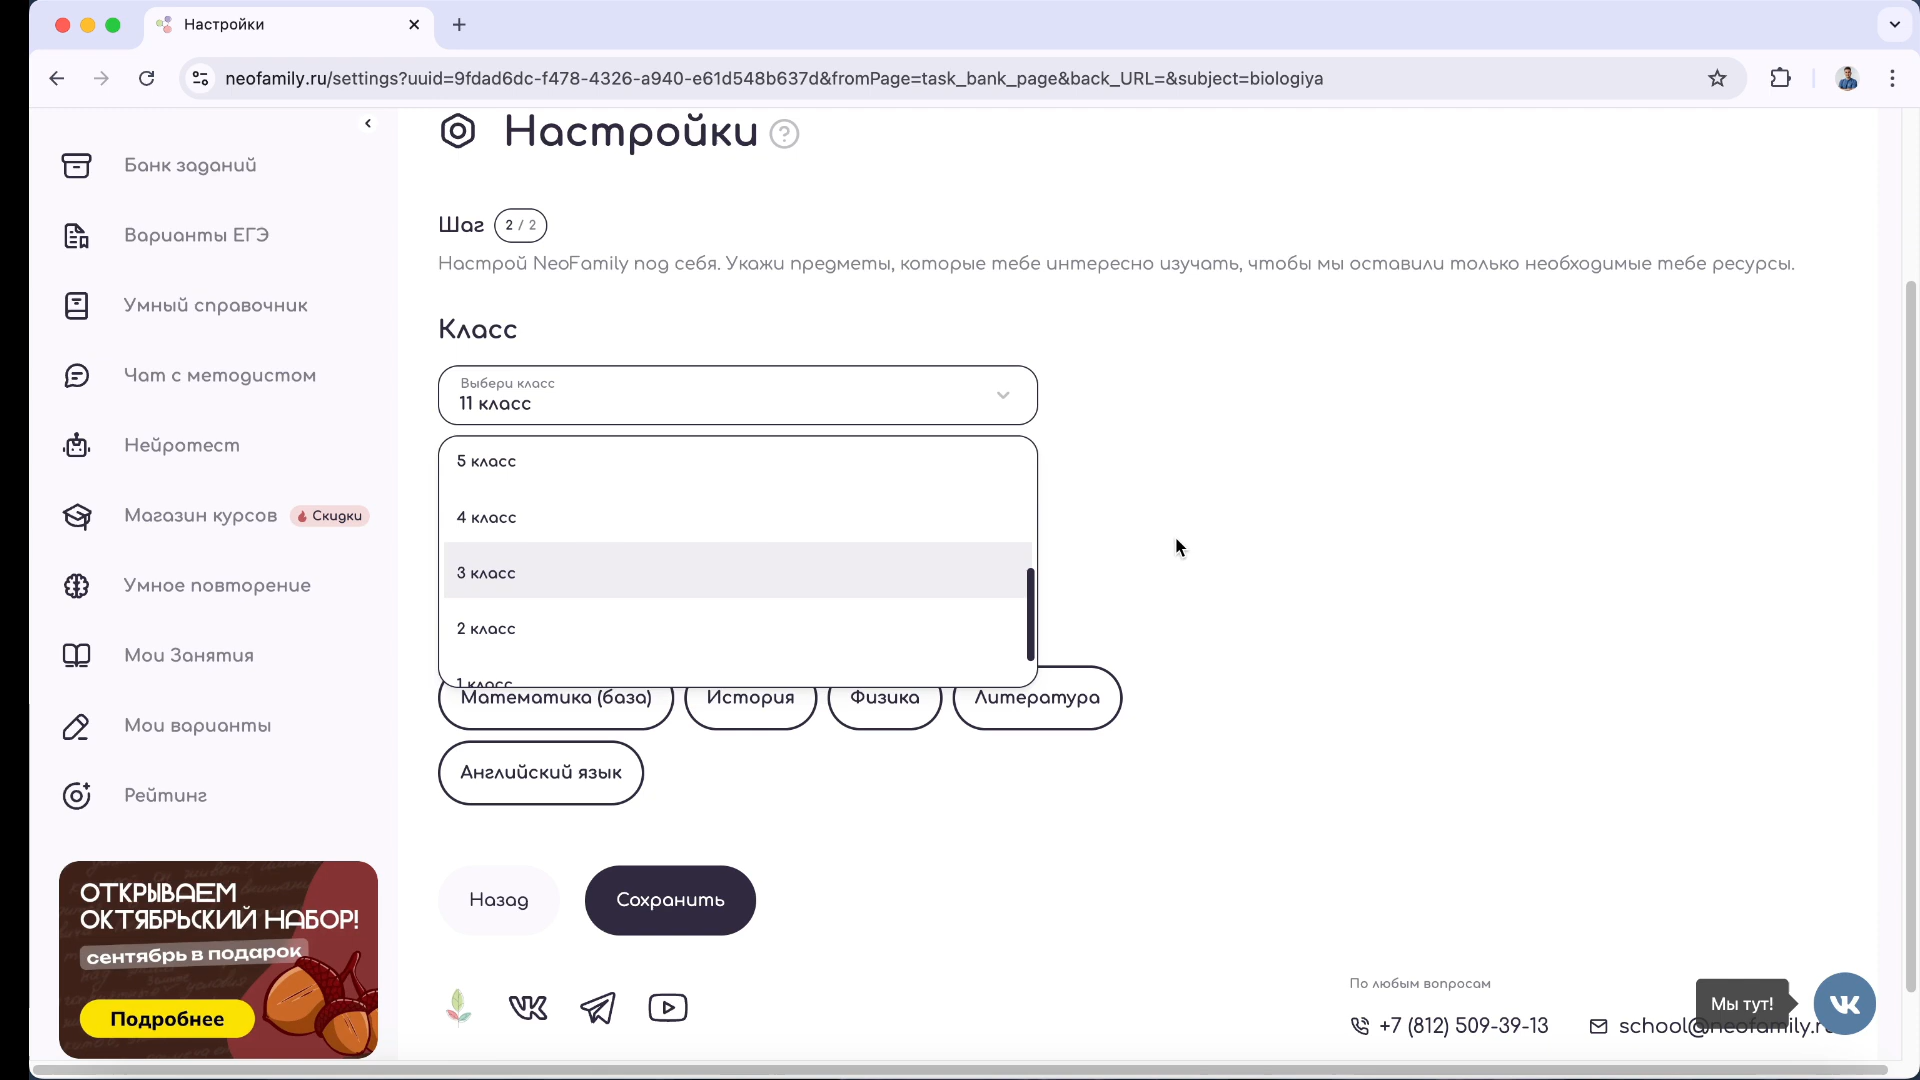 Настройки
neofamily.ru/settings?uuid=9fdad6dc-f478-4326-a940-e61d548b637d&fromPage=task_bank_page&back_URL=&subject=biologiya
Банк заданий
Варианты ЕГЭ
Умный справочник
Чат с методистом
Нейротест
Магазин курсов Скидки
Умное повторение
Мои Занятия
Мои варианты
Рейтинг
ОТКРЫВАЕМ
ОКТЯБРЬСКИЙ НАБОР!
сентябрь в подарок
Подробнее
Настройки ?
Шаг 2 / 2
Настрой NeoFamily под себя. Укажи предметы, которые тебе интересно изучать, чтобы мы оставили только необходимые тебе ресурсы.
Класс
Выбери класс
11 класс
5 класс
4 класс
3 класс
2 класс
1 класс
Математика (база) История Физика Литература
Английский язык
Назад Сохранить
По любым вопросам
+7 (812) 509-39-13 school@neofamily.r
Мы тут!